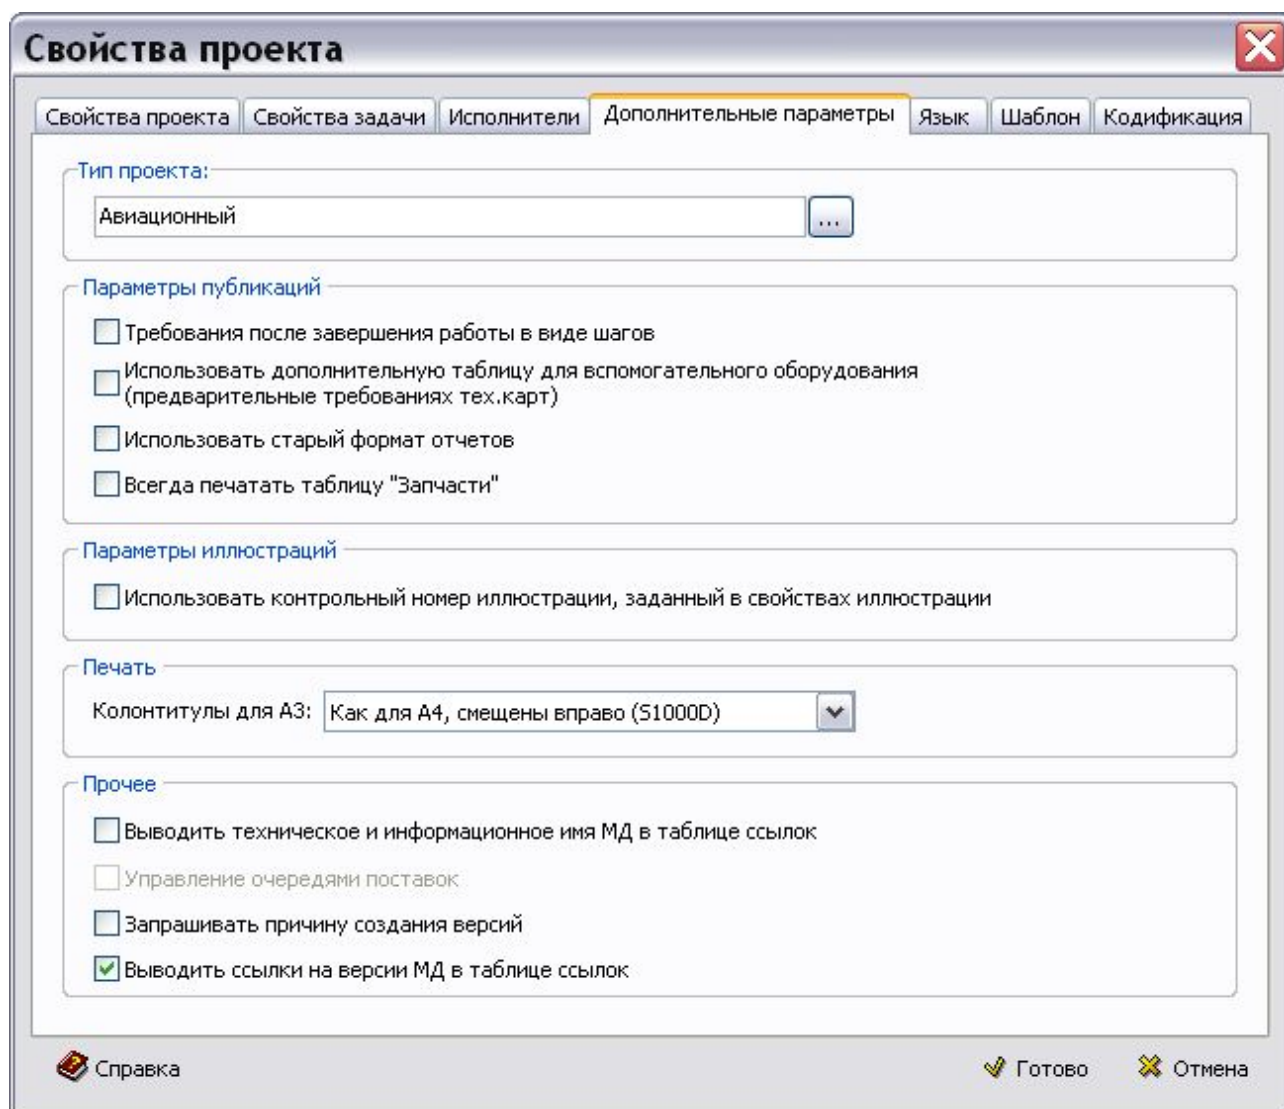 Свойства проекта
Свойства проекта Свойства задачи Исполнители Дополнительные параметры Язык Шаблон Кодификация
Тип проекта:
Авиационный ...
Параметры публикаций
Требования после завершения работы в виде шагов
Использовать дополнительную таблицу для вспомогательного оборудования
(предварительные требованиях тех.карт)
Использовать старый формат отчетов
Всегда печатать таблицу "Запчасти"
Параметры иллюстраций
Использовать контрольный номер иллюстрации, заданный в свойствах иллюстрации
Печать
Колонтитулы для А3: Как для А4, смещены вправо (S1000D)
Прочее
Выводить техническое и информационное имя МД в таблице ссылок
Управление очередями поставок
Запрашивать причину создания версий
Выводить ссылки на версии МД в таблице ссылок
Справка Готово Отмена